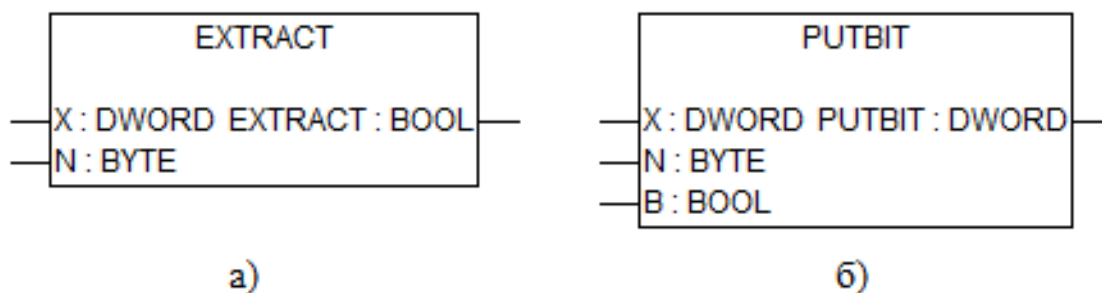 EXTRACT
X : DWORD EXTRACT : BOOL
N : BYTE
а)
PUTBIT
X : DWORD PUTBIT : DWORD
N : BYTE
B : BOOL
б)